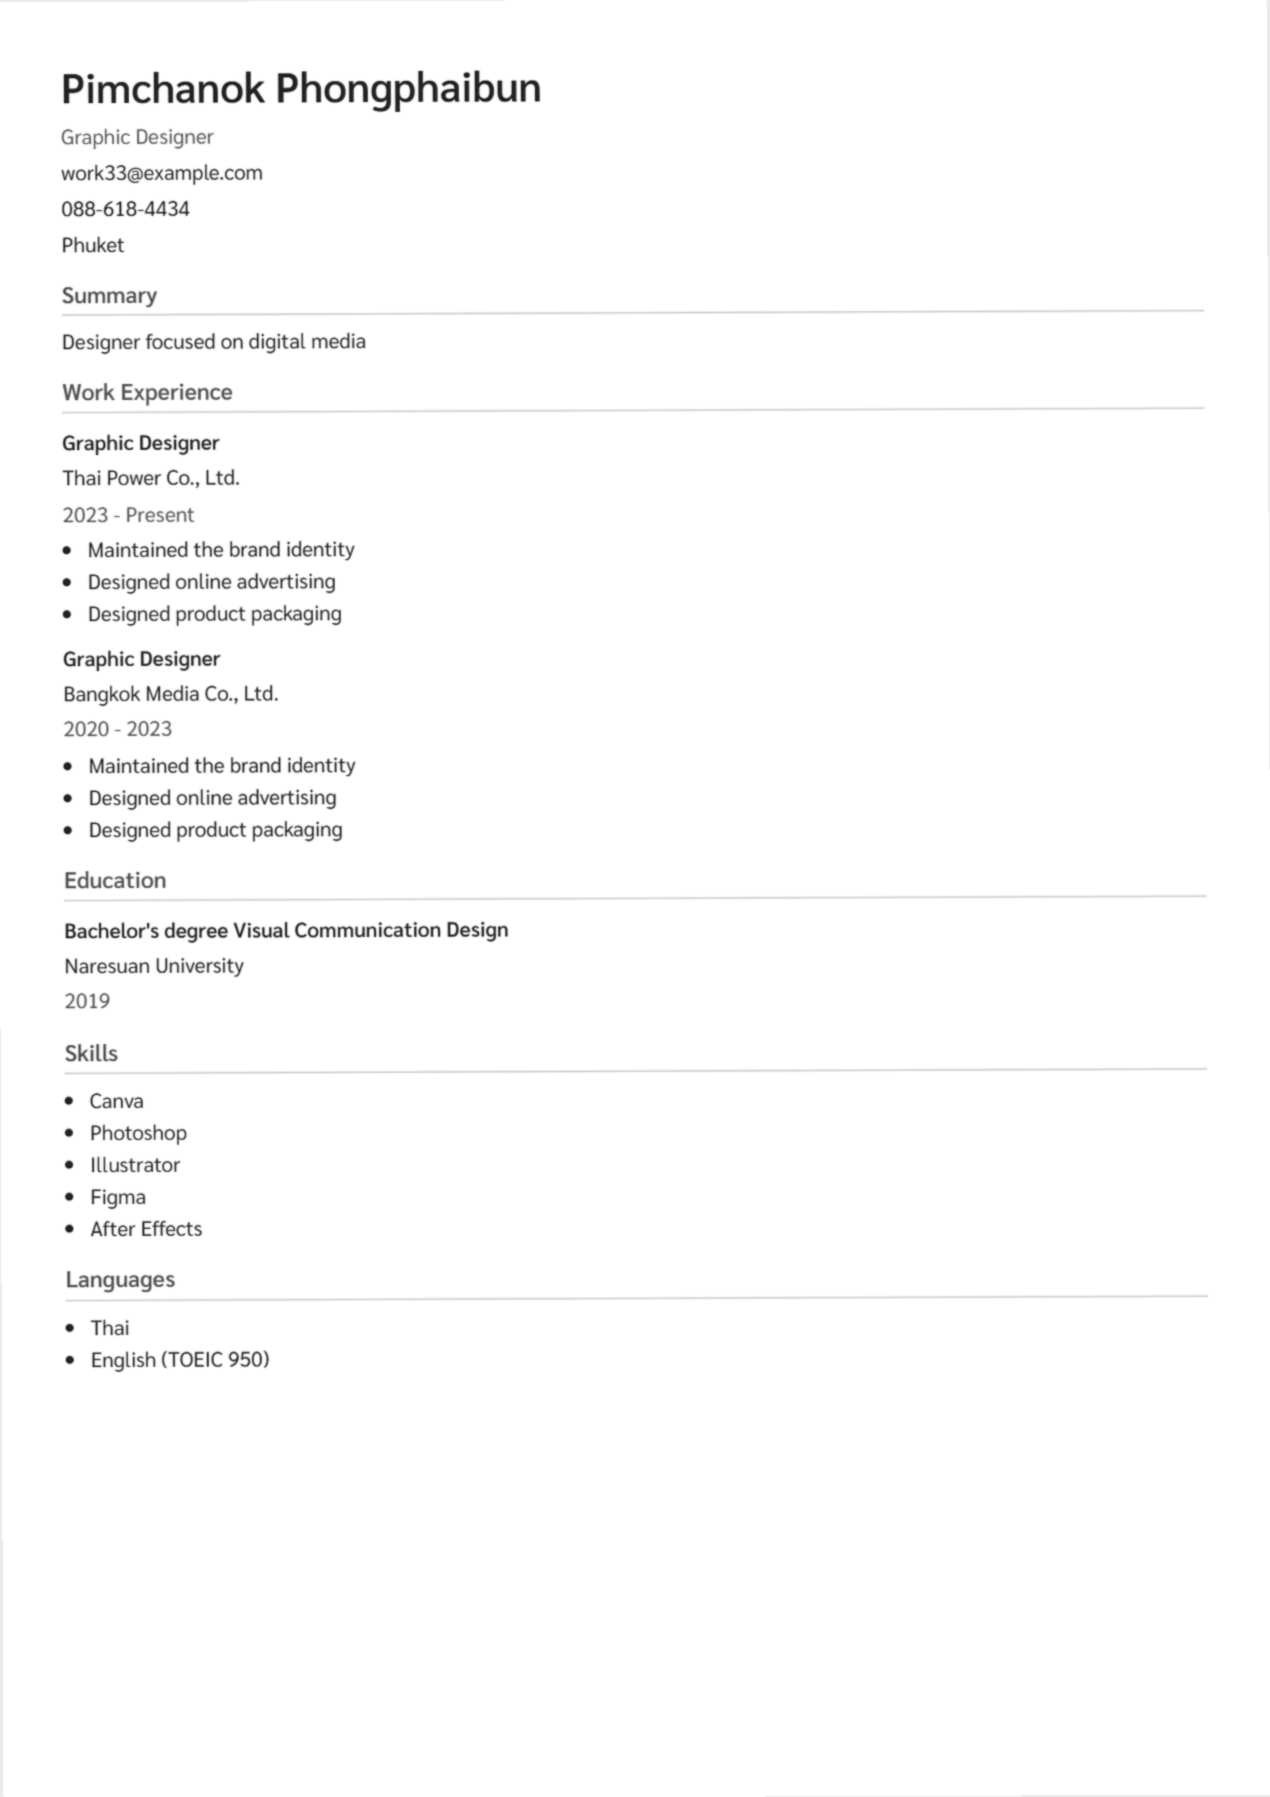 Pimchanok Phongphaibun
Graphic Designer
work33@example.com
088-618-4434
Phuket
Summary
Designer focused on digital media
Work Experience
Graphic Designer
Thai Power Co., Ltd.
2023 - Present
• Maintained the brand identity
• Designed online advertising
• Designed product packaging
Graphic Designer
Bangkok Media Co., Ltd.
2020 - 2023
• Maintained the brand identity
• Designed online advertising
• Designed product packaging
Education
Bachelor's degree Visual Communication Design
Naresuan University
2019
Skills
• Canva
• Photoshop
• Illustrator
• Figma
• After Effects
Languages
• Thai
• English (TOEIC 950)